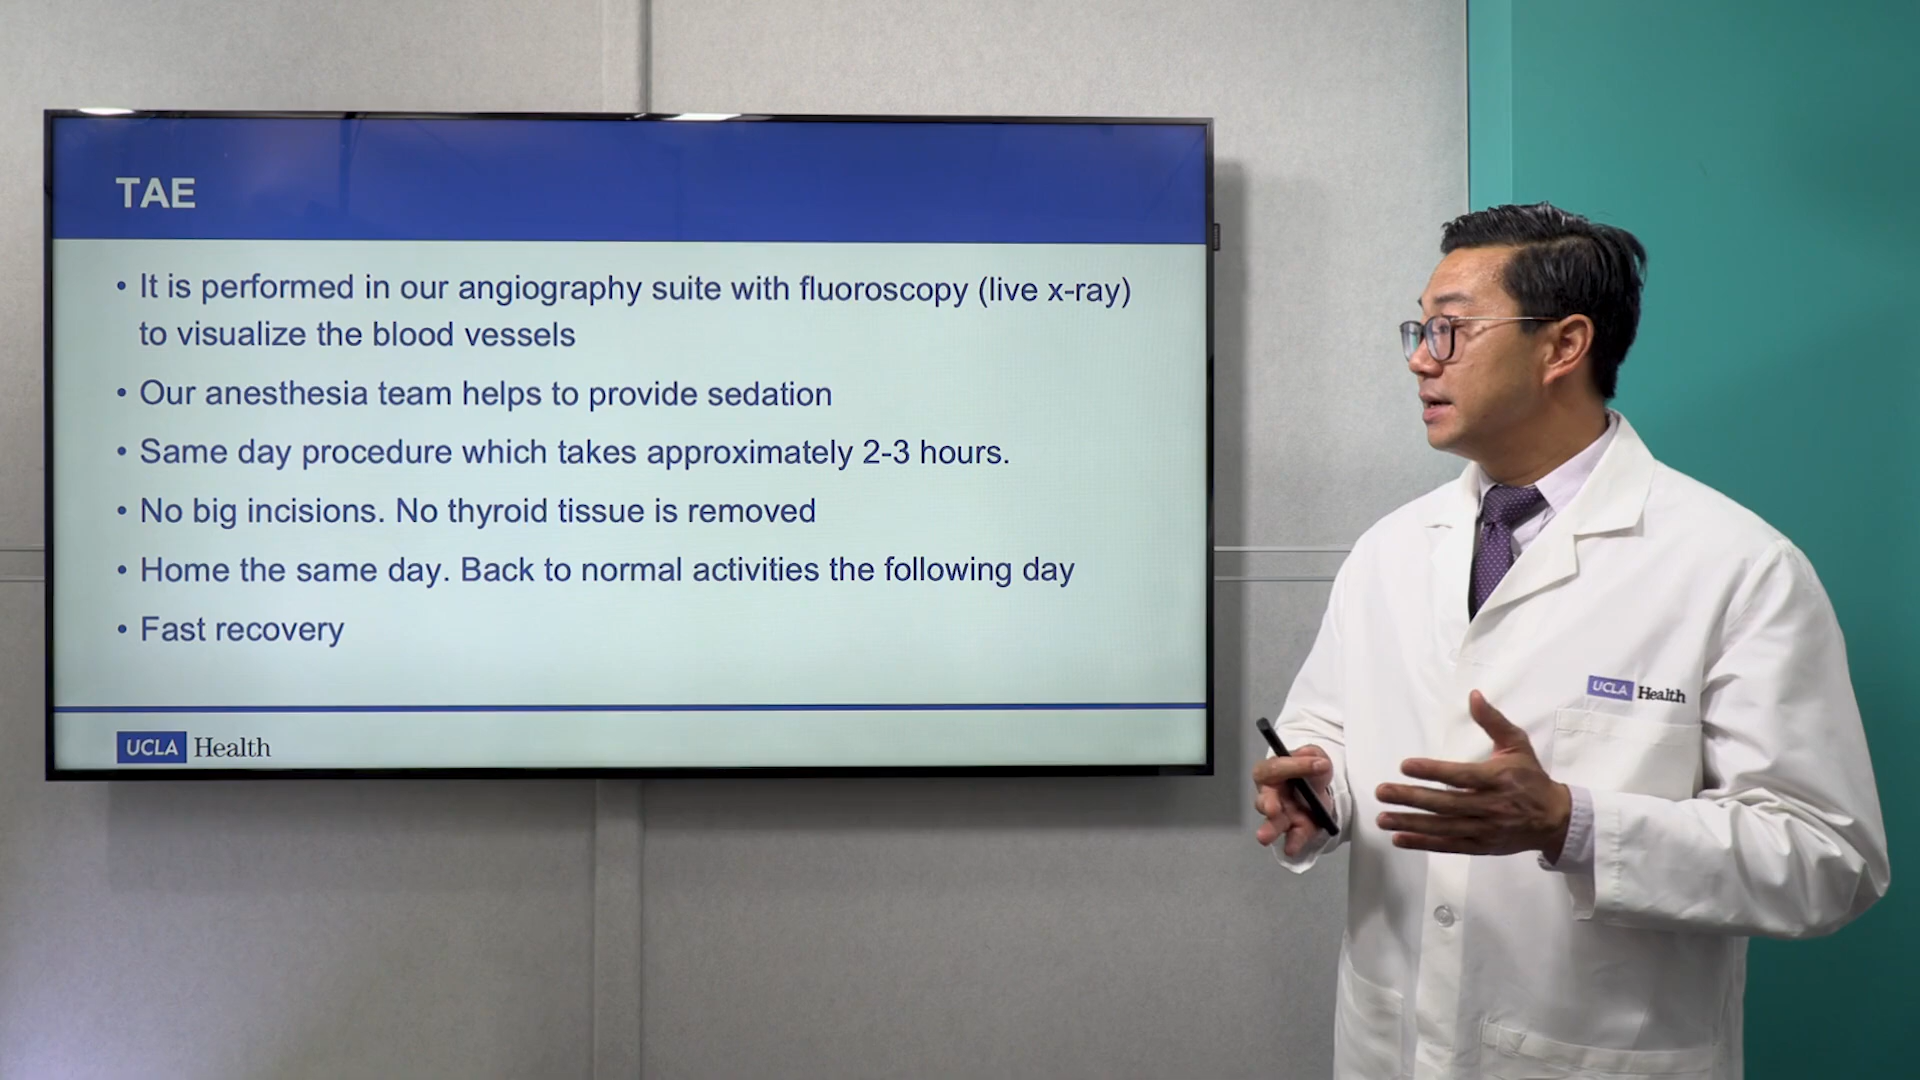 TAE
• It is performed in our angiography suite with fluoroscopy (live x-ray)
to visualize the blood vessels
• Our anesthesia team helps to provide sedation
• Same day procedure which takes approximately 2-3 hours.
• No big incisions. No thyroid tissue is removed
• Home the same day. Back to normal activities the following day
• Fast recovery
UCLA Health
UCLA Health